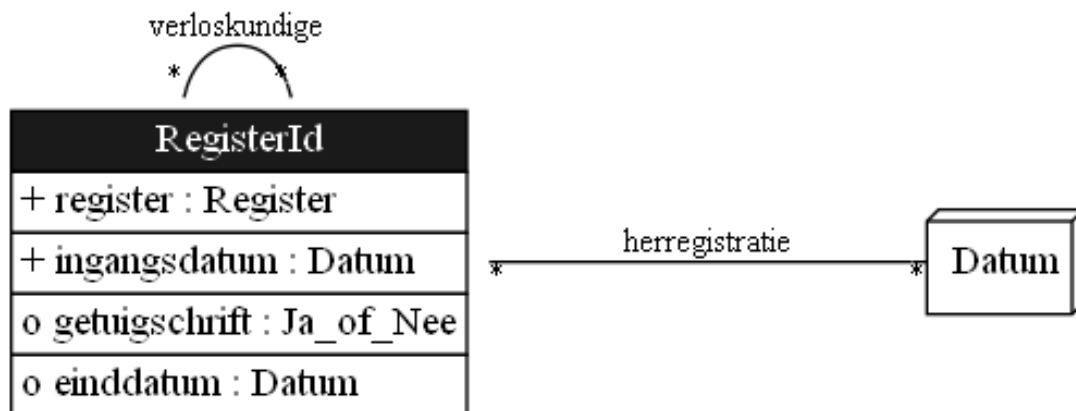 verloskundige
* *
RegisterId
+ register : Register
+ ingangsdatum : Datum
o getuigschrift : Ja_of_Nee
o einddatum : Datum
herregistratie
* *
Datum